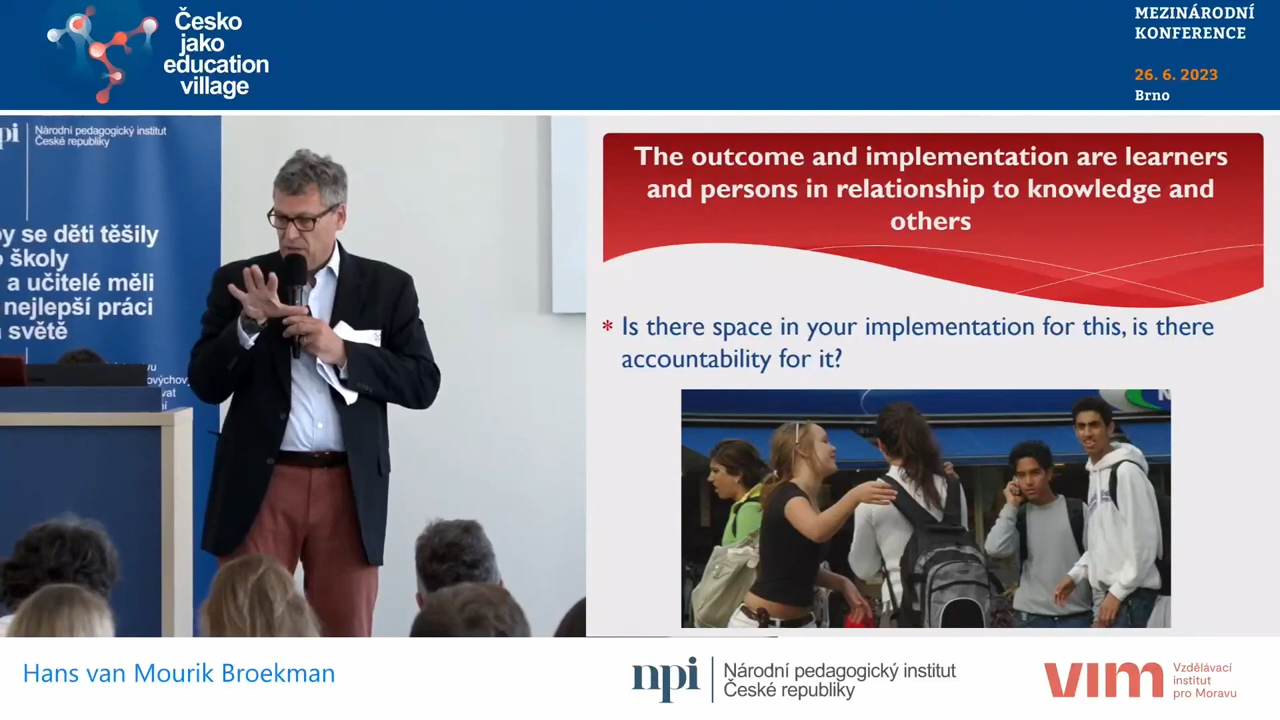 Česko
jako
education
village
MEZINÁRODNÍ
KONFERENCE
26. 6. 2023
Brno
Národní pedagogický institut
České republiky
se děti těšily
školy
a učitelé měli
nejlepší práci
světě
The outcome and implementation are learners
and persons in relationship to knowledge and
others
* Is there space in your implementation for this, is there
accountability for it?
Hans van Mourik Broekman
npi
Národní pedagogický institut
České republiky
vim
Vzdělávací
institut
pro Moravu